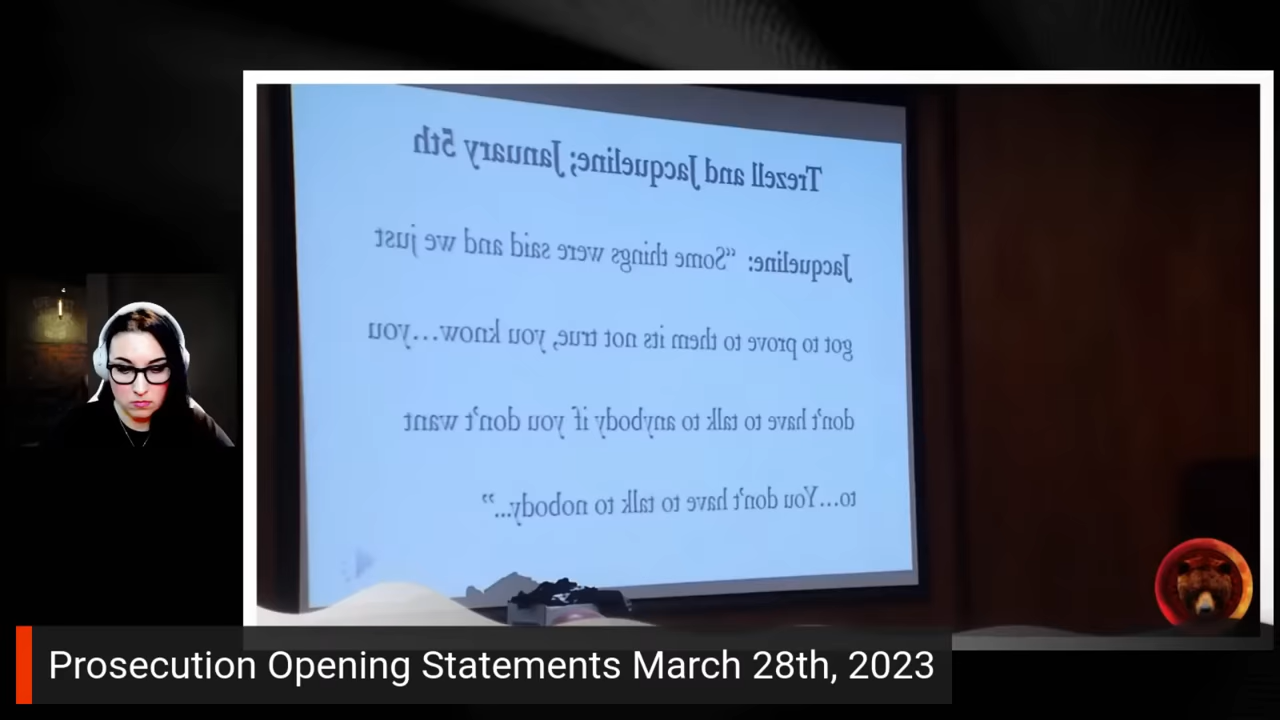 Trezell and Jacqueline; January 5th
Jacqueline: “Some things were said and we just
got to prove to them its not true, you know…you
don't have to talk to anybody if you don't want
to…You don't have to talk to nobody...”
Prosecution Opening Statements March 28th, 2023